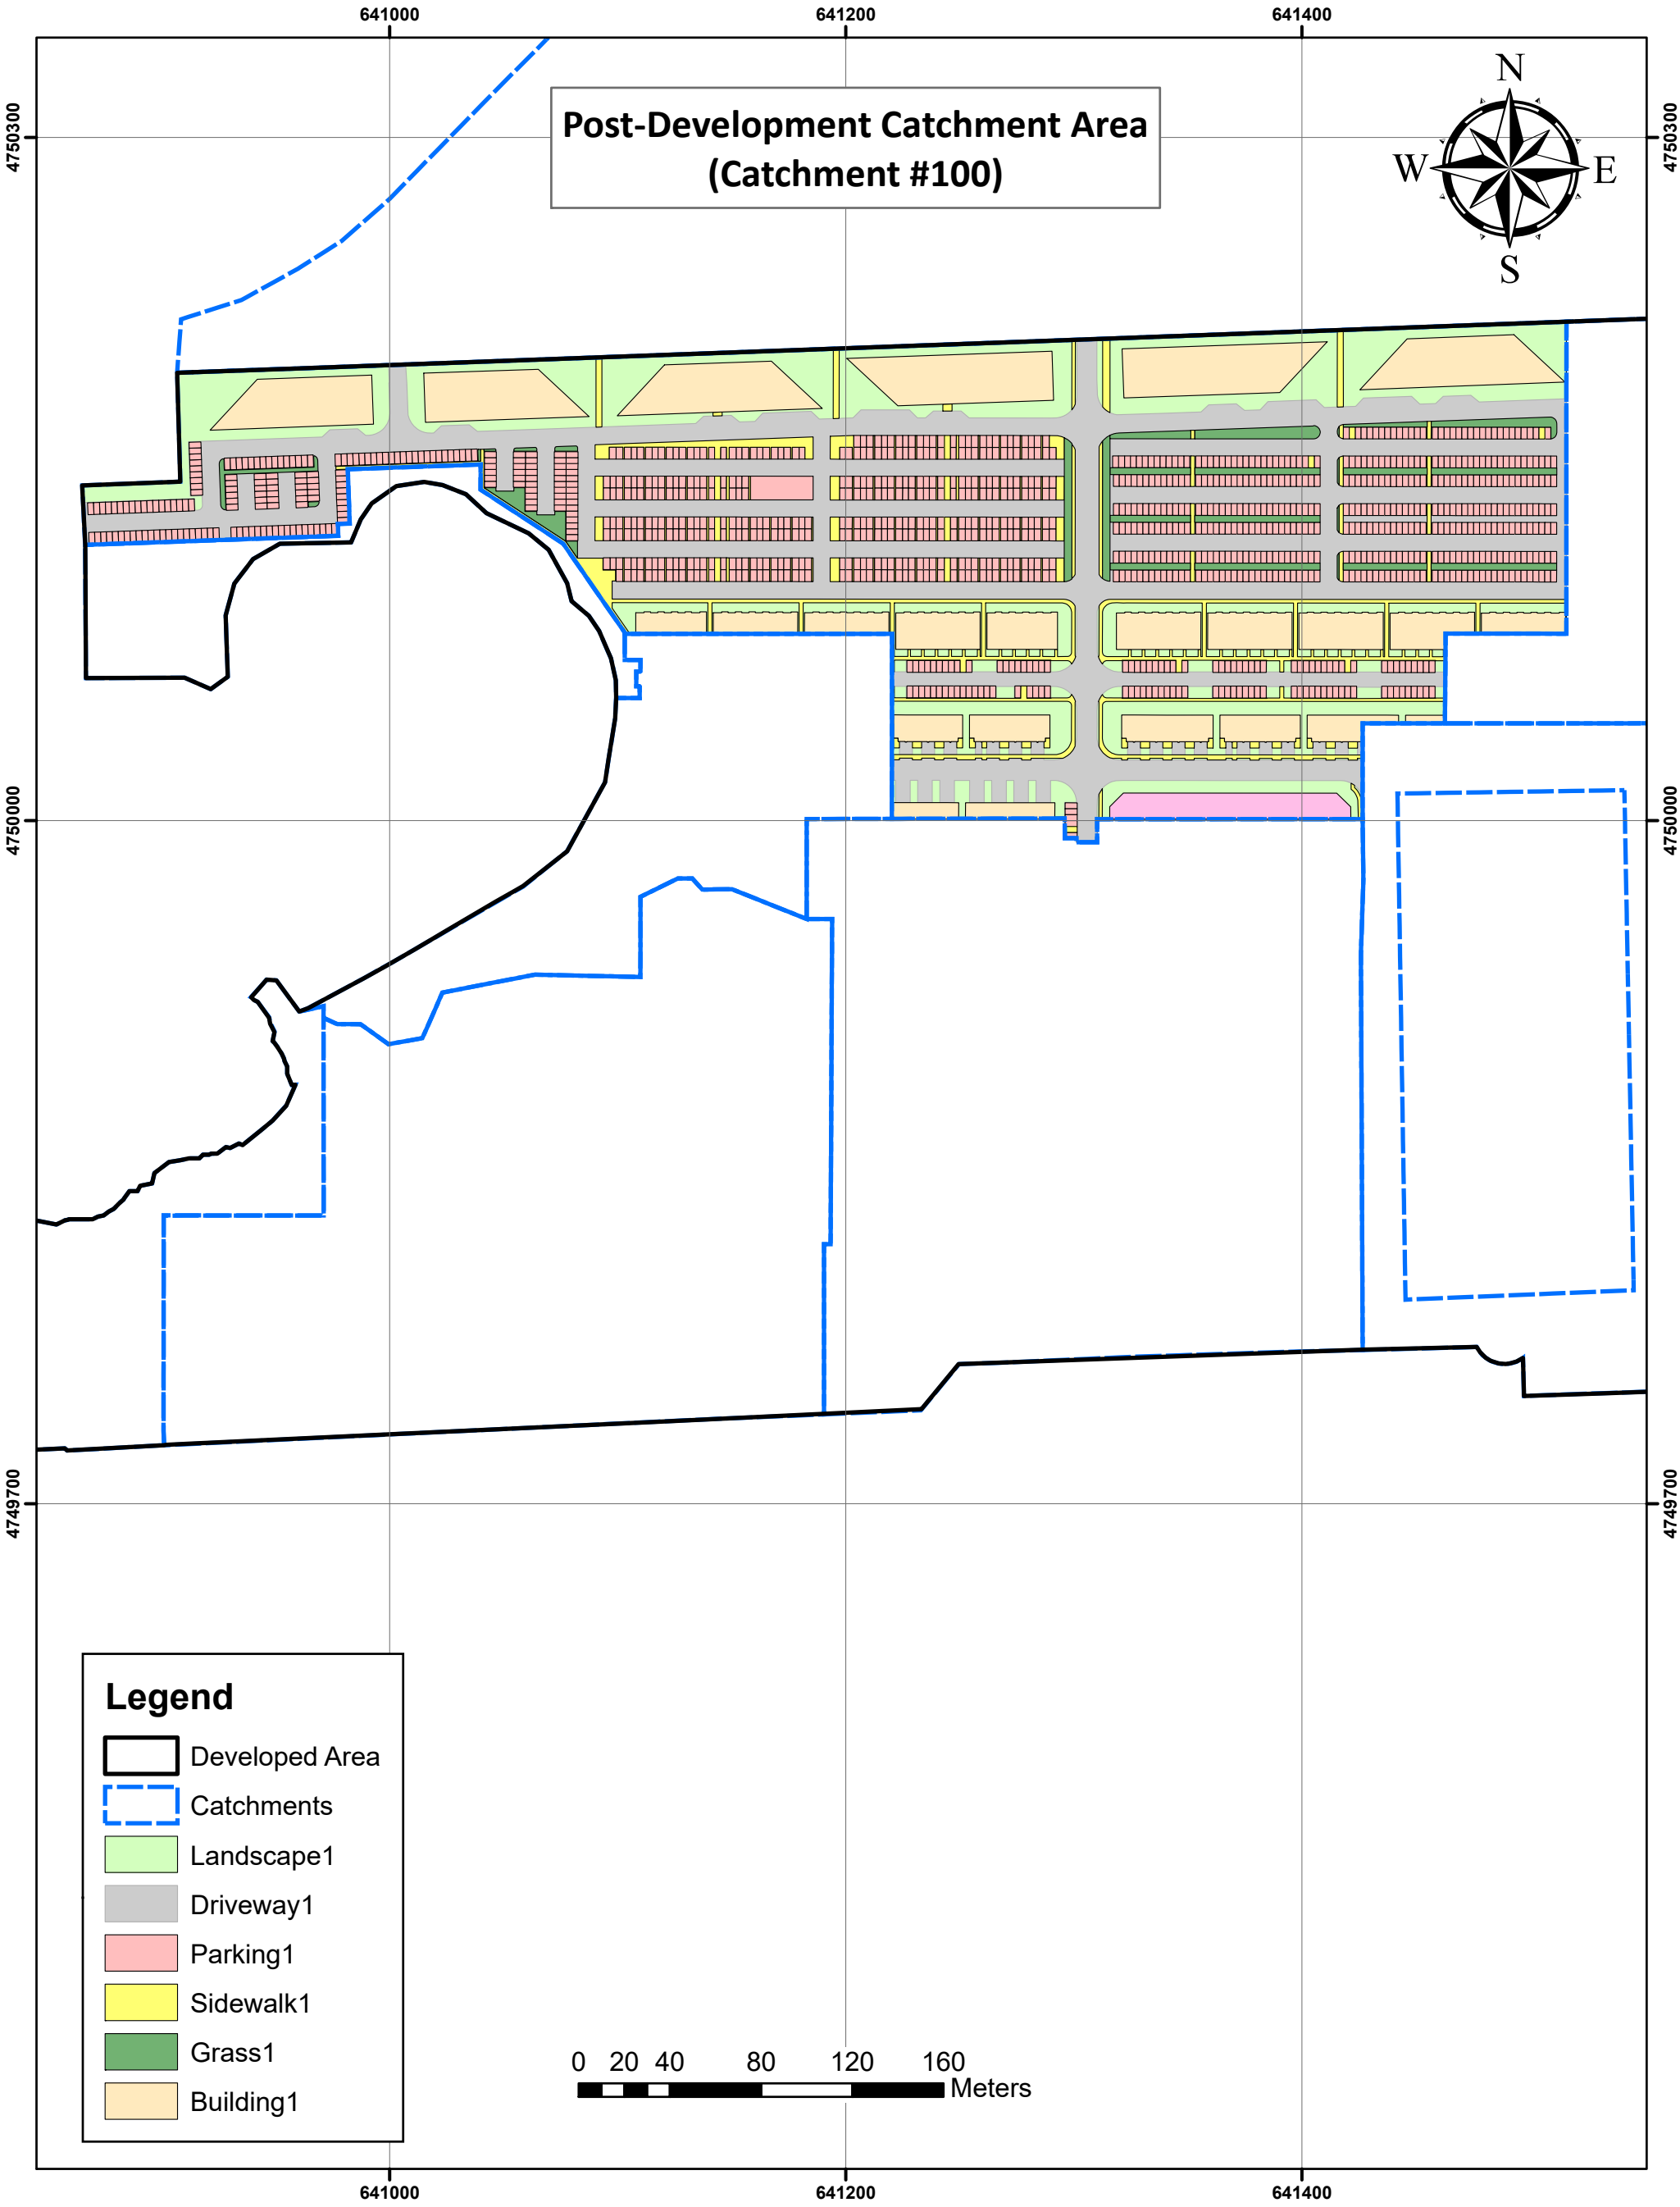 641000 641200 641400
4750300 4750300
Post-Development Catchment Area
(Catchment #100)
N
W E
S
4750000 4750000
4749700 4749700
Legend
Developed Area
Catchments
Landscape1
Driveway1
Parking1
Sidewalk1
Grass1
Building1
0 20 40 80 120 160
Meters
641000 641200 641400